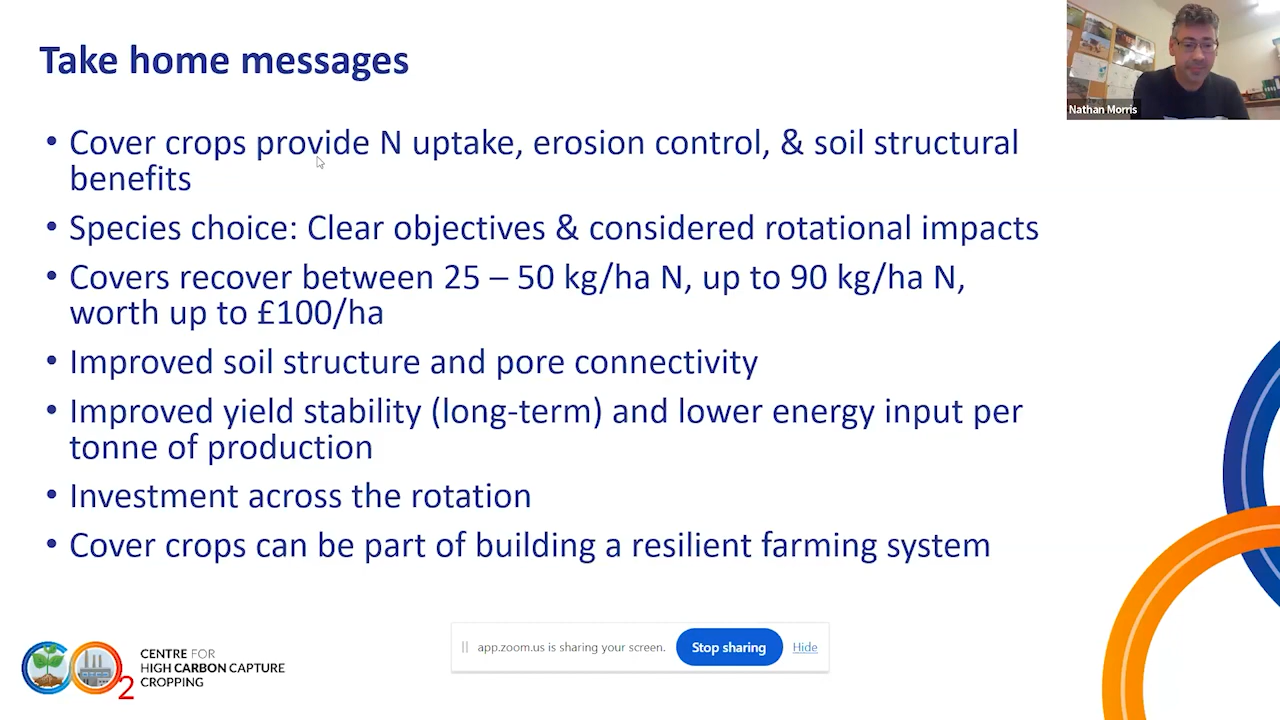 Take home messages
Nathan Morris
• Cover crops provide N uptake, erosion control, & soil structural
benefits
• Species choice: Clear objectives & considered rotational impacts
• Covers recover between 25 – 50 kg/ha N, up to 90 kg/ha N,
worth up to £100/ha
• Improved soil structure and pore connectivity
• Improved yield stability (long-term) and lower energy input per
tonne of production
• Investment across the rotation
• Cover crops can be part of building a resilient farming system
app.zoom.us is sharing your screen.
Stop sharing
Hide
2
CENTRE FOR
HIGH CARBON CAPTURE
CROPPING